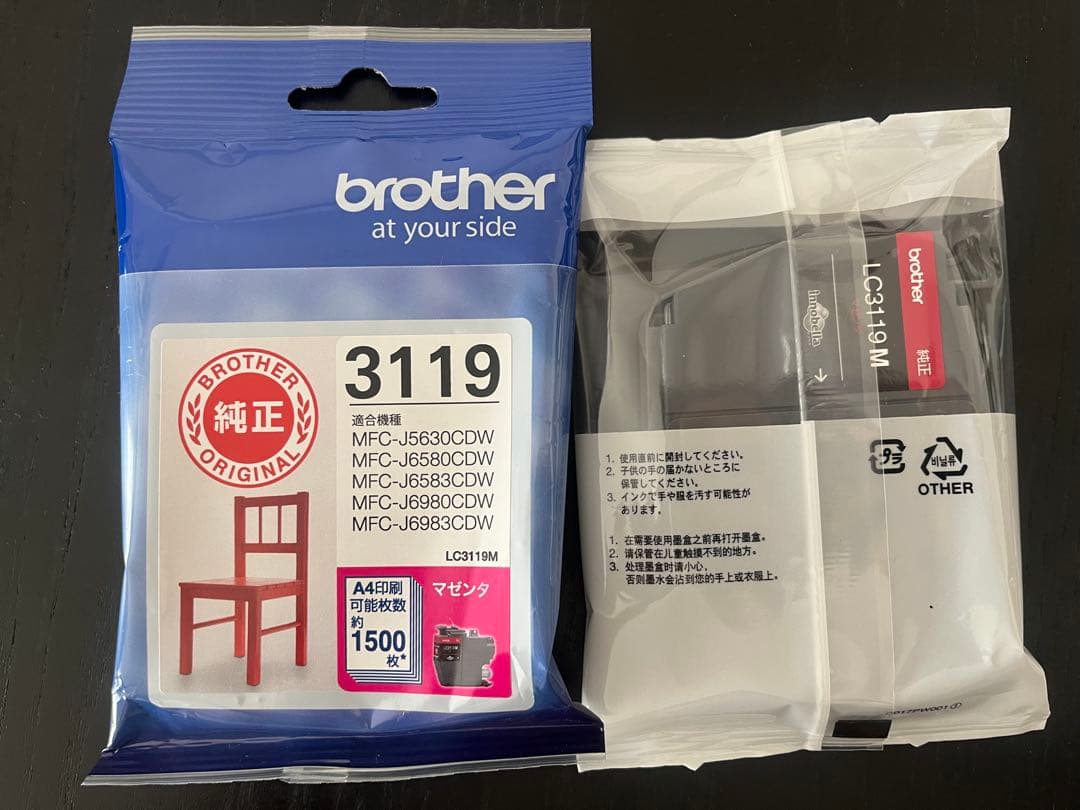 brother
at your side
BROTHER
純正
ORIGINAL
3119
適合機種
MFC-J5630CDW
MFC-J6580CDW
MFC-J6583CDW
MFC-J6980CDW
MFC-J6983CDW
LC3119M
A4印刷
可能枚数
約
1500
枚*
マゼンタ
brother
純正
LC3119M
innobella
1. 使用直前に開封してください。
2. 子供の手の届かないところに
保管してください。
3. インクで手や服を汚す可能性が
あります。
プラ
비닐류
OTHER
1. 在需要使用墨盒之前再打开墨盒。
2. 请保管在儿童触摸不到的地方。
3. 处理墨盒时请小心，
否则墨水会沾到您的手上或衣服上。